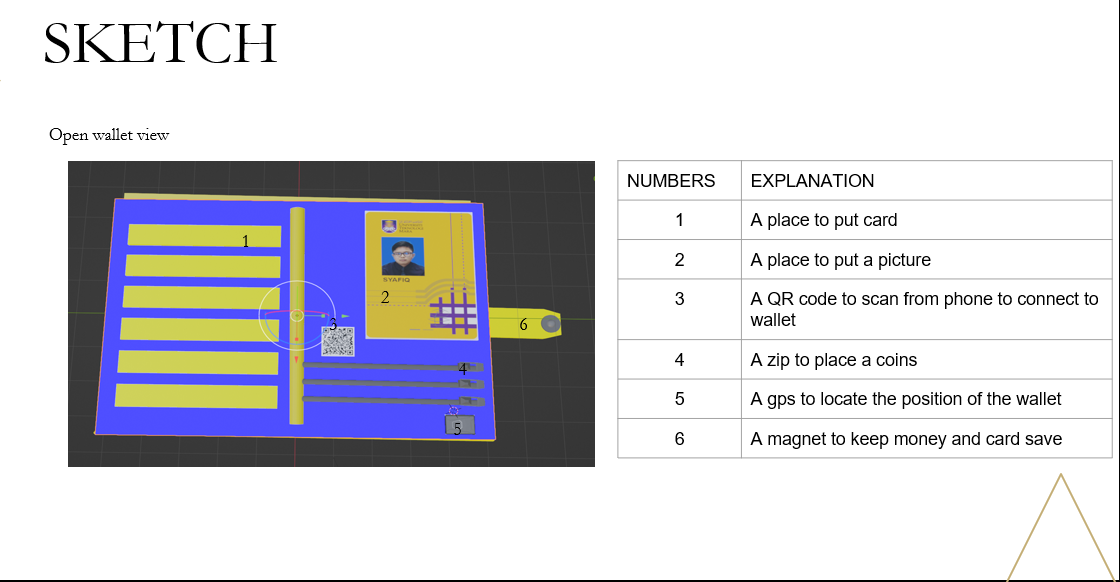 SKETCH
Open wallet view
1
2
SYAFIQ
3
4
5
6
NUMBERS EXPLANATION
1 A place to put card
2 A place to put a picture
3 A QR code to scan from phone to connect to
wallet
4 A zip to place a coins
5 A gps to locate the position of the wallet
6 A magnet to keep money and card save